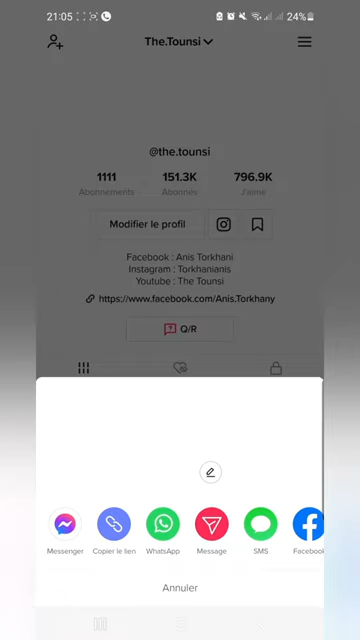 21:05 24%
The.Tounsi
@the.tounsi
1111 151.3K 796.9K
Abonnements Abonnés J'aime
Modifier le profil
Facebook : Anis Torkhani
Instagram : Torkhanianis
Youtube : The Tounsi
https://www.facebook.com/Anis.Torkhany
Q/R
Messenger Copier le lien WhatsApp Message SMS Facebook
Annuler